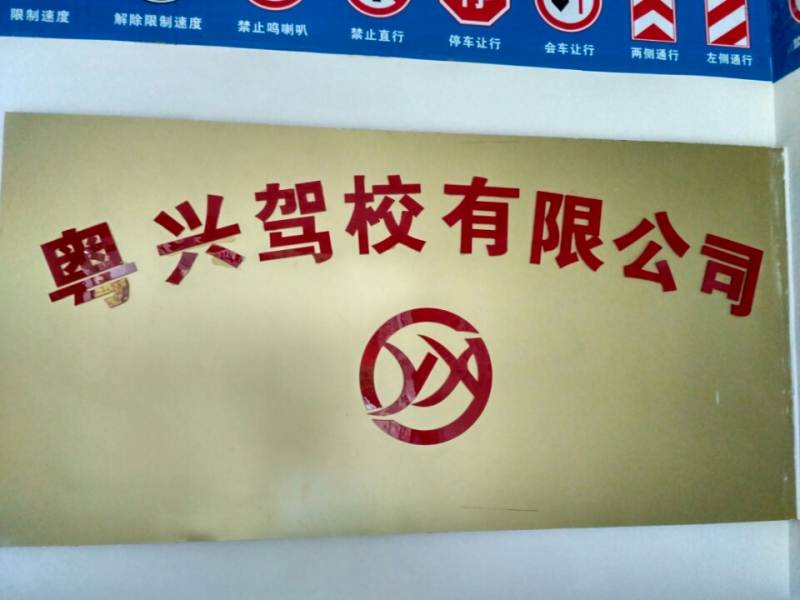 限制速度 解除限制速度 禁止鸣喇叭 禁止直行 停车让行 会车让行 两侧通行 左侧通行
粤兴驾校有限公司
YX